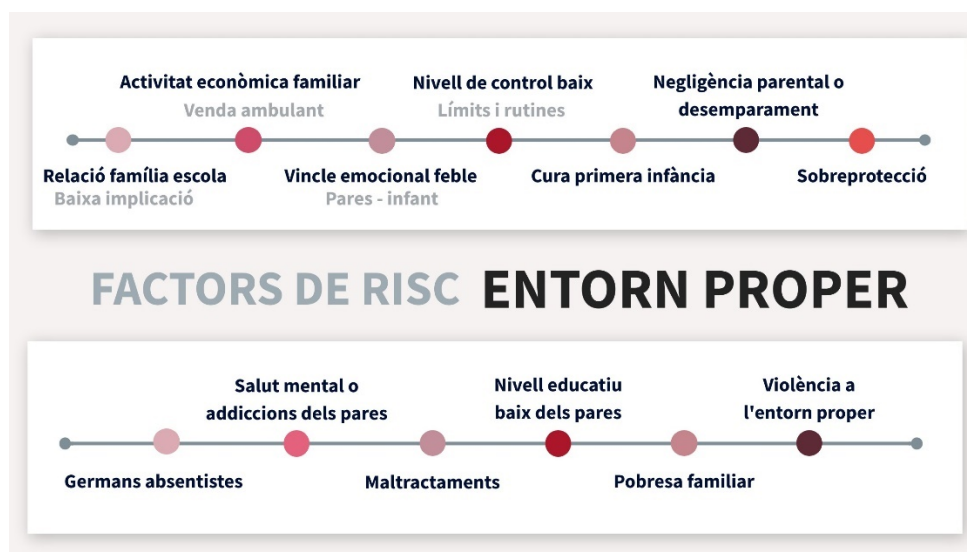 Activitat econòmica familiar
Venda ambulant
Nivell de control baix
Límits i rutines
Negligència parental o
desemparament
Relació família escola
Baixa implicació
Vincle emocional feble
Pares - infant
Cura primera infància
Sobreprotecció
FACTORS DE RISC ENTORN PROPER
Salut mental o
addiccions dels pares
Nivell educatiu
baix dels pares
Violència a
l'entorn proper
Germans absentistes
Maltractaments
Pobresa familiar